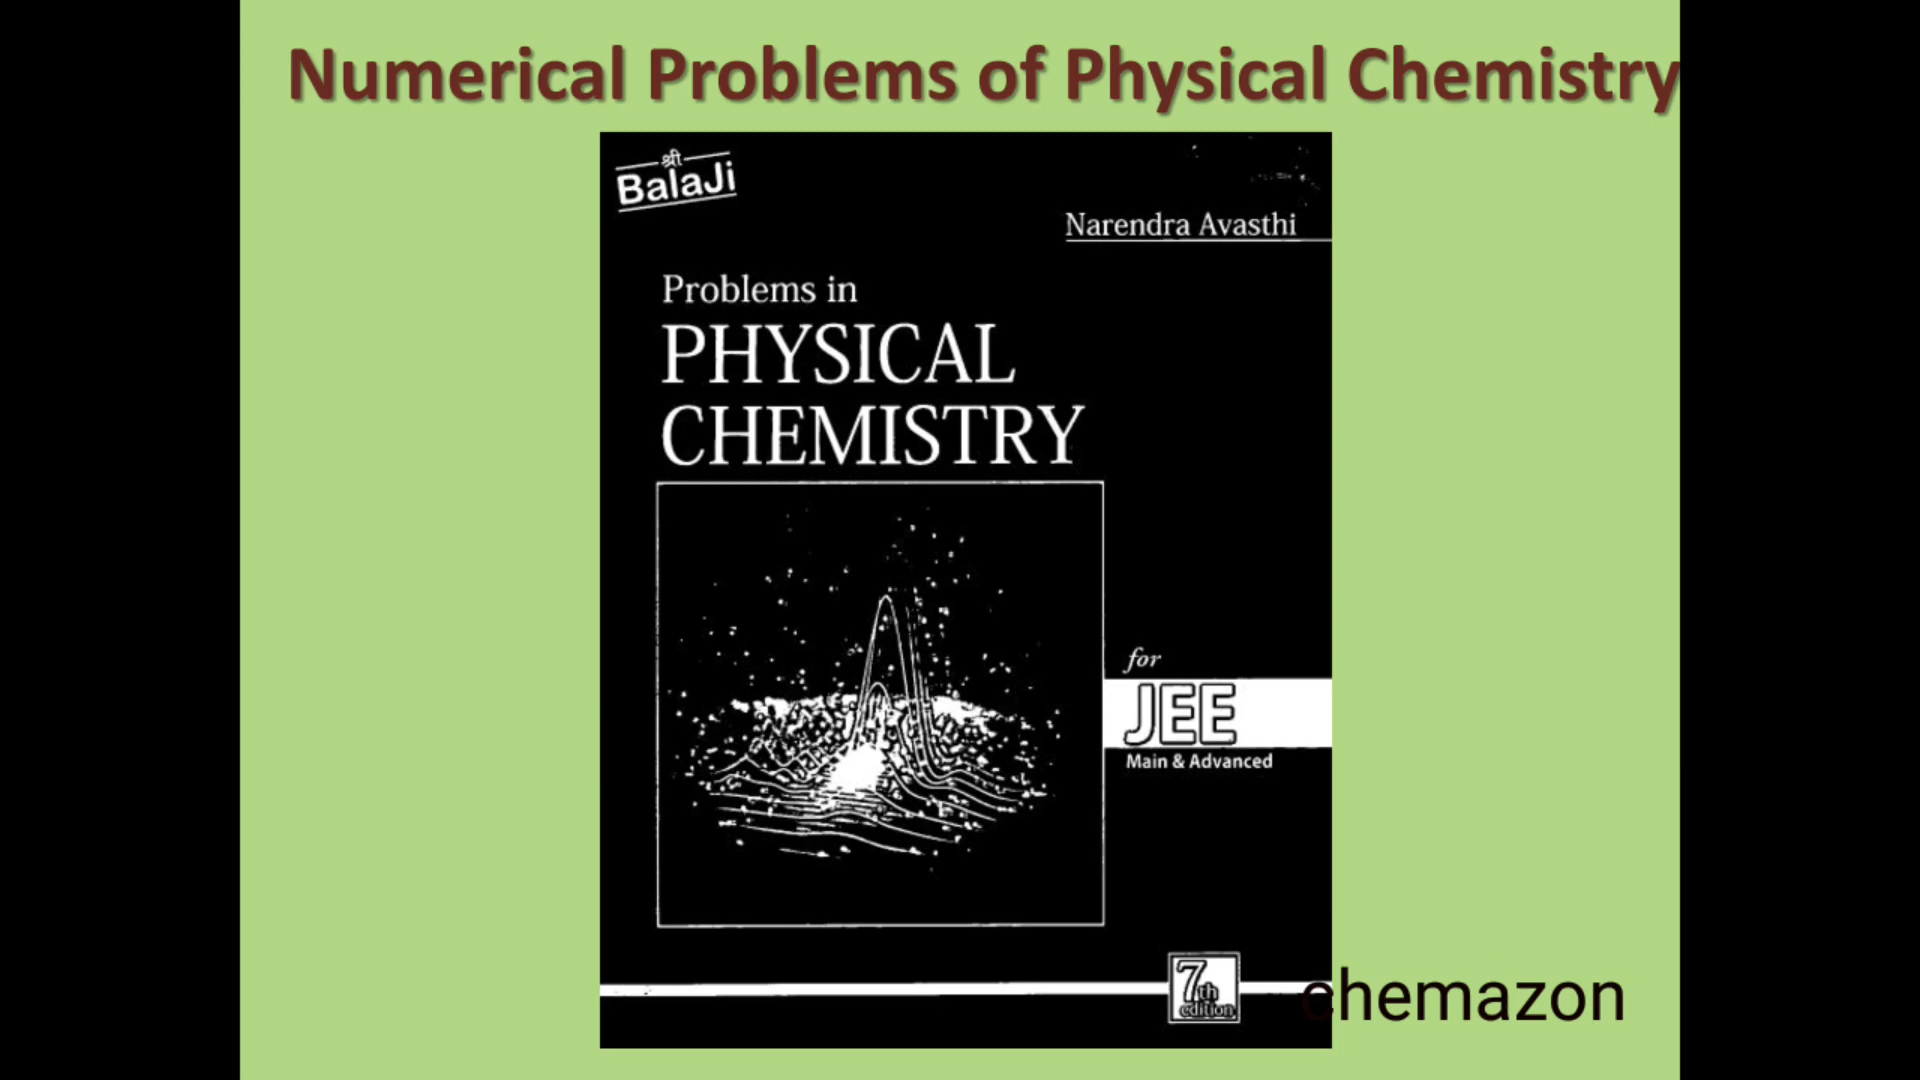 Numerical Problems of Physical Chemistry
श्री
BalaJi
Narendra Avasthi
Problems in
PHYSICAL
CHEMISTRY
for
JEE
Main & Advanced
7th
edition
chemazon